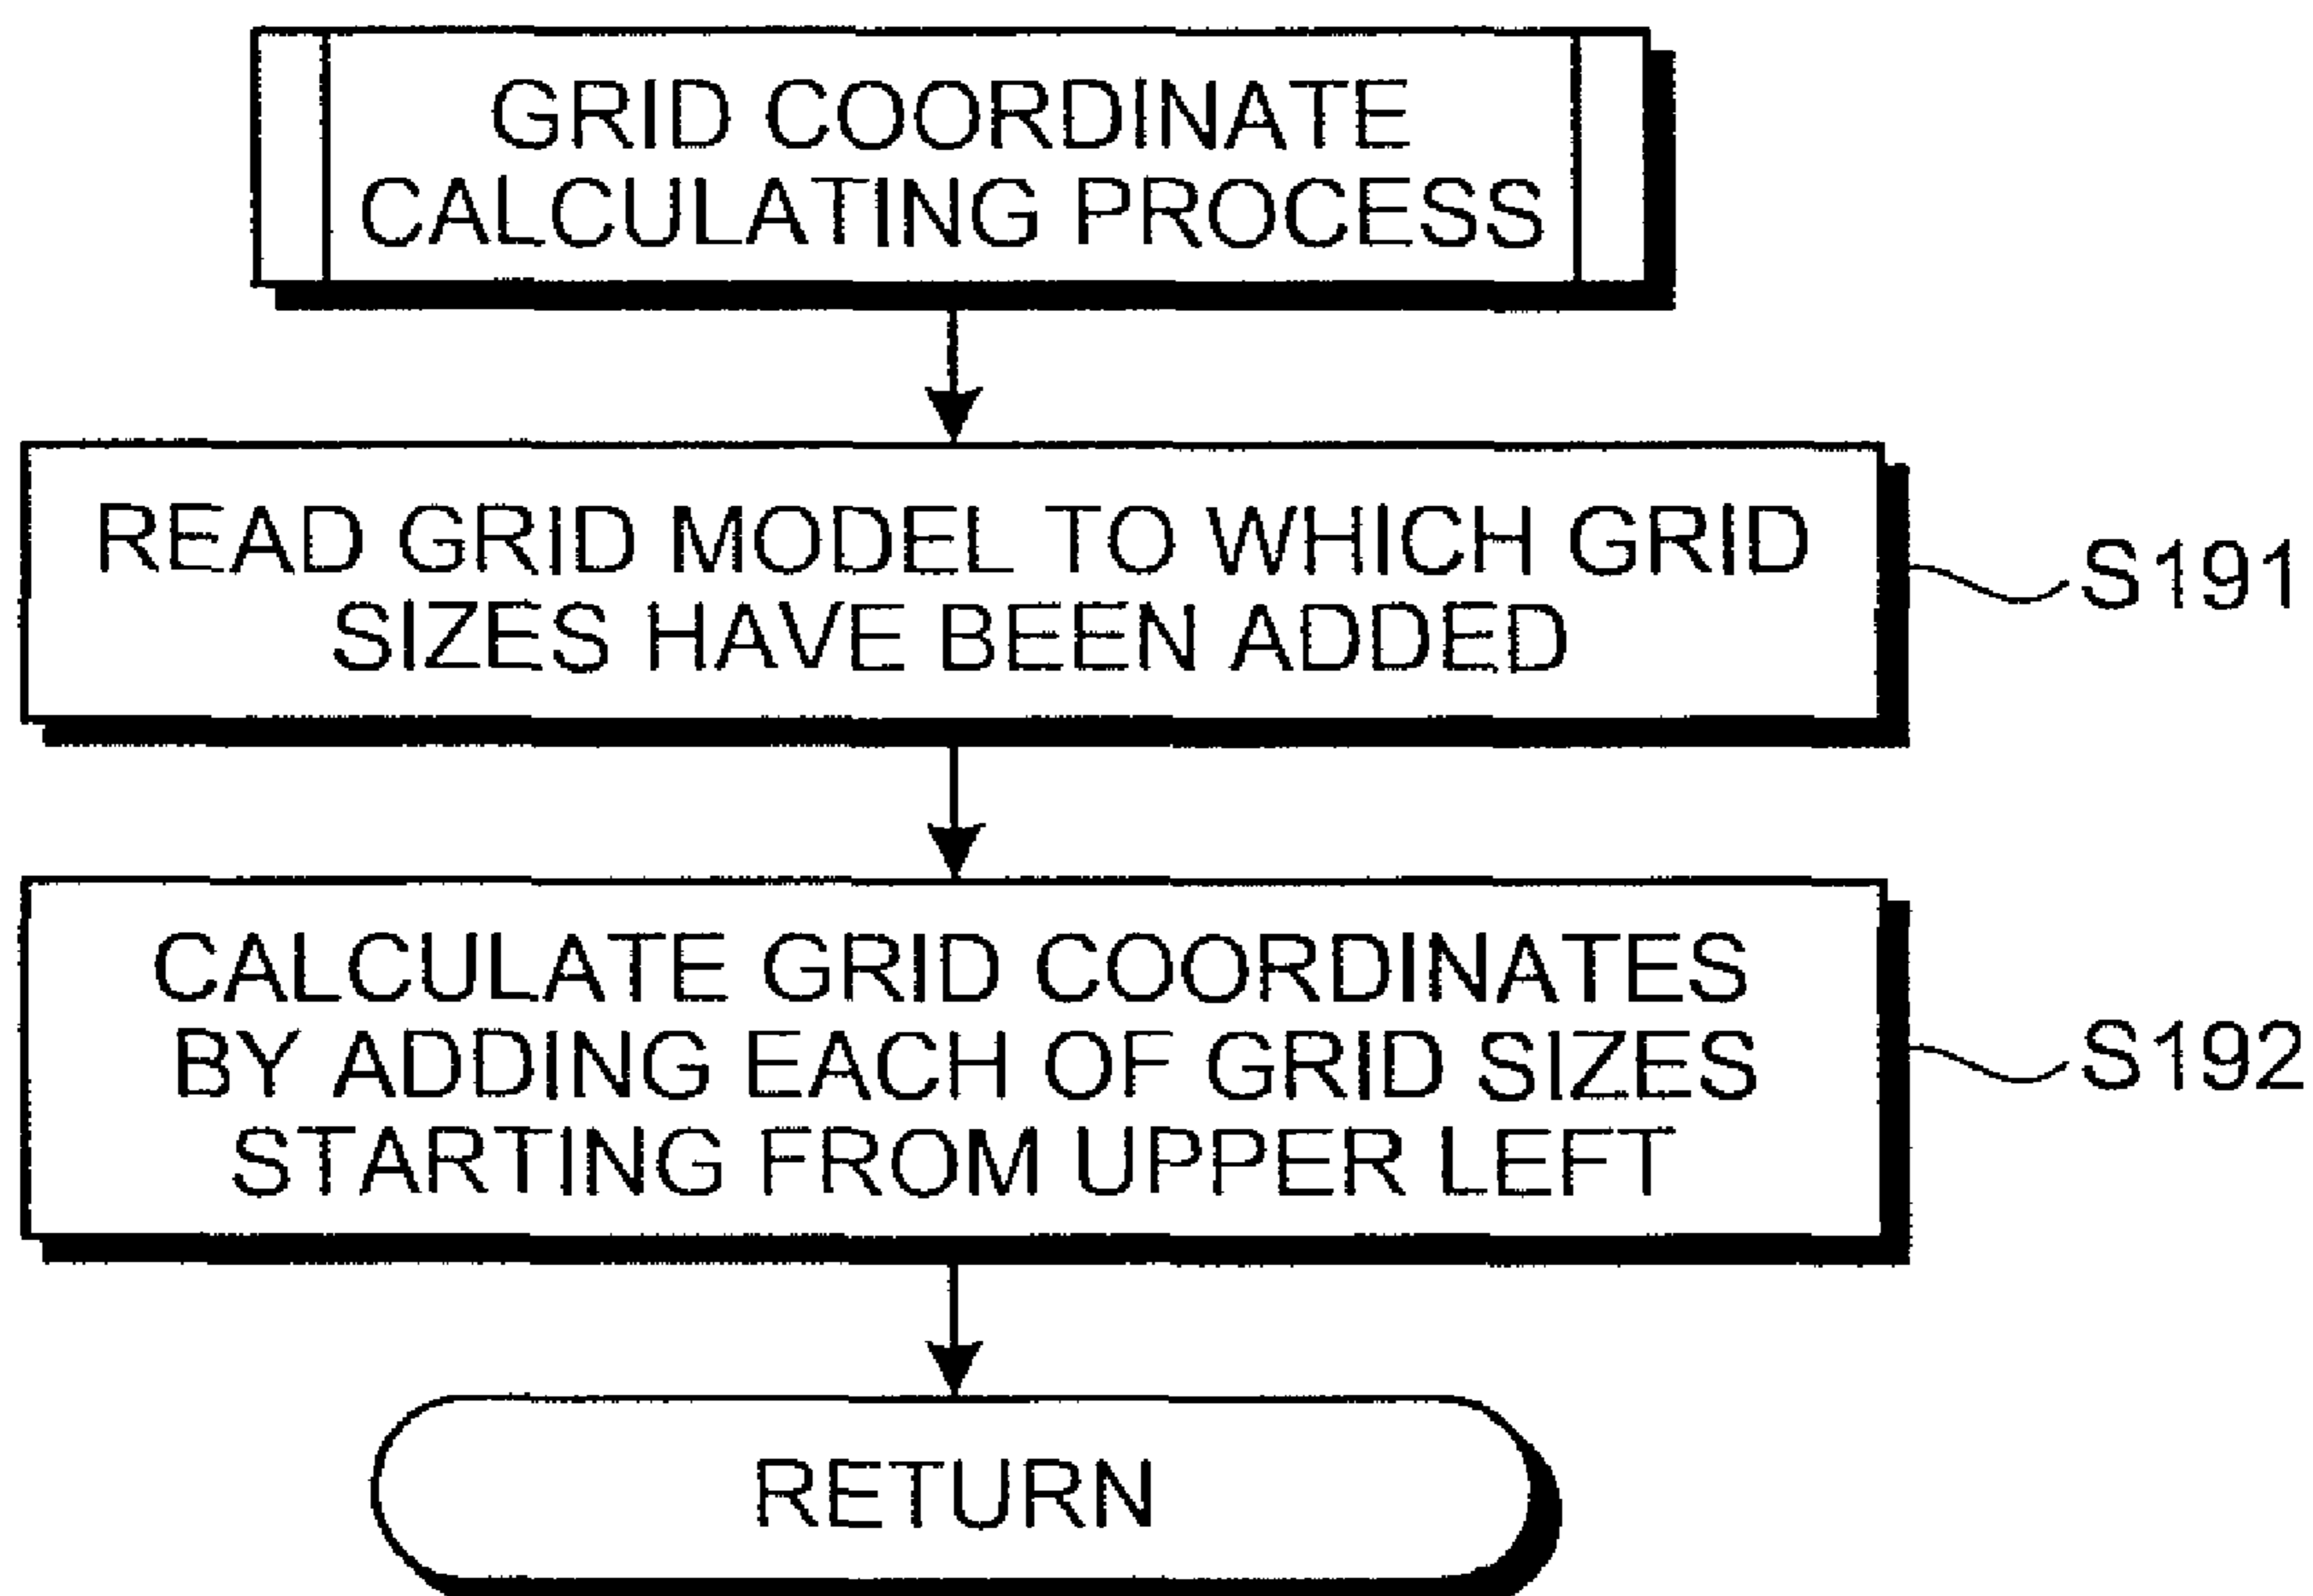 GRID COORDINATE
CALCULATING PROCESS
READ GRID MODEL TO WHICH GRID
SIZES HAVE BEEN ADDED
S191
CALCULATE GRID COORDINATES
BY ADDING EACH OF GRID SIZES
STARTING FROM UPPER LEFT
S192
RETURN